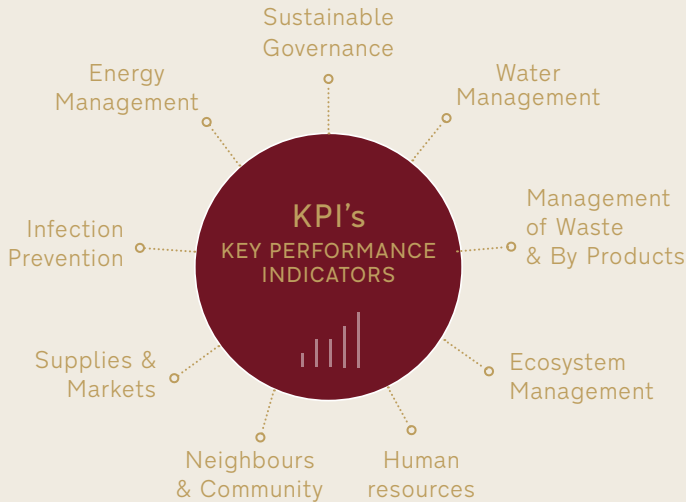 Sustainable
Governance
Energy
Management
Water
Management
Management
of Waste
& By Products
KPI's
KEY PERFORMANCE
INDICATORS
Infection
Prevention
Supplies &
Markets
Ecosystem
Management
Neighbours
& Community
Human
resources